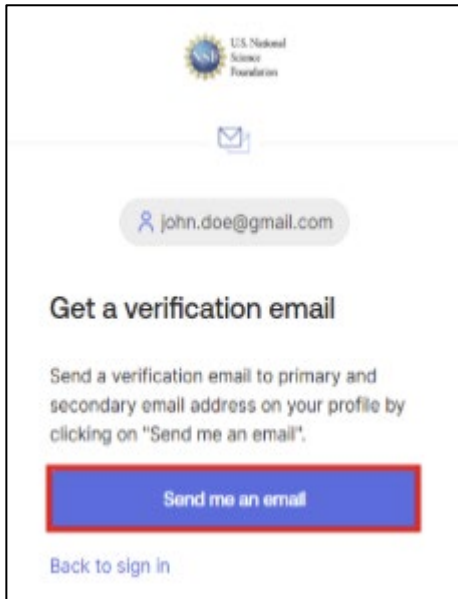 NSF
U.S. National
Science
Foundation
john.doe@gmail.com
Get a verification email
Send a verification email to primary and
secondary email address on your profile by
clicking on "Send me an email".
Send me an email
Back to sign in